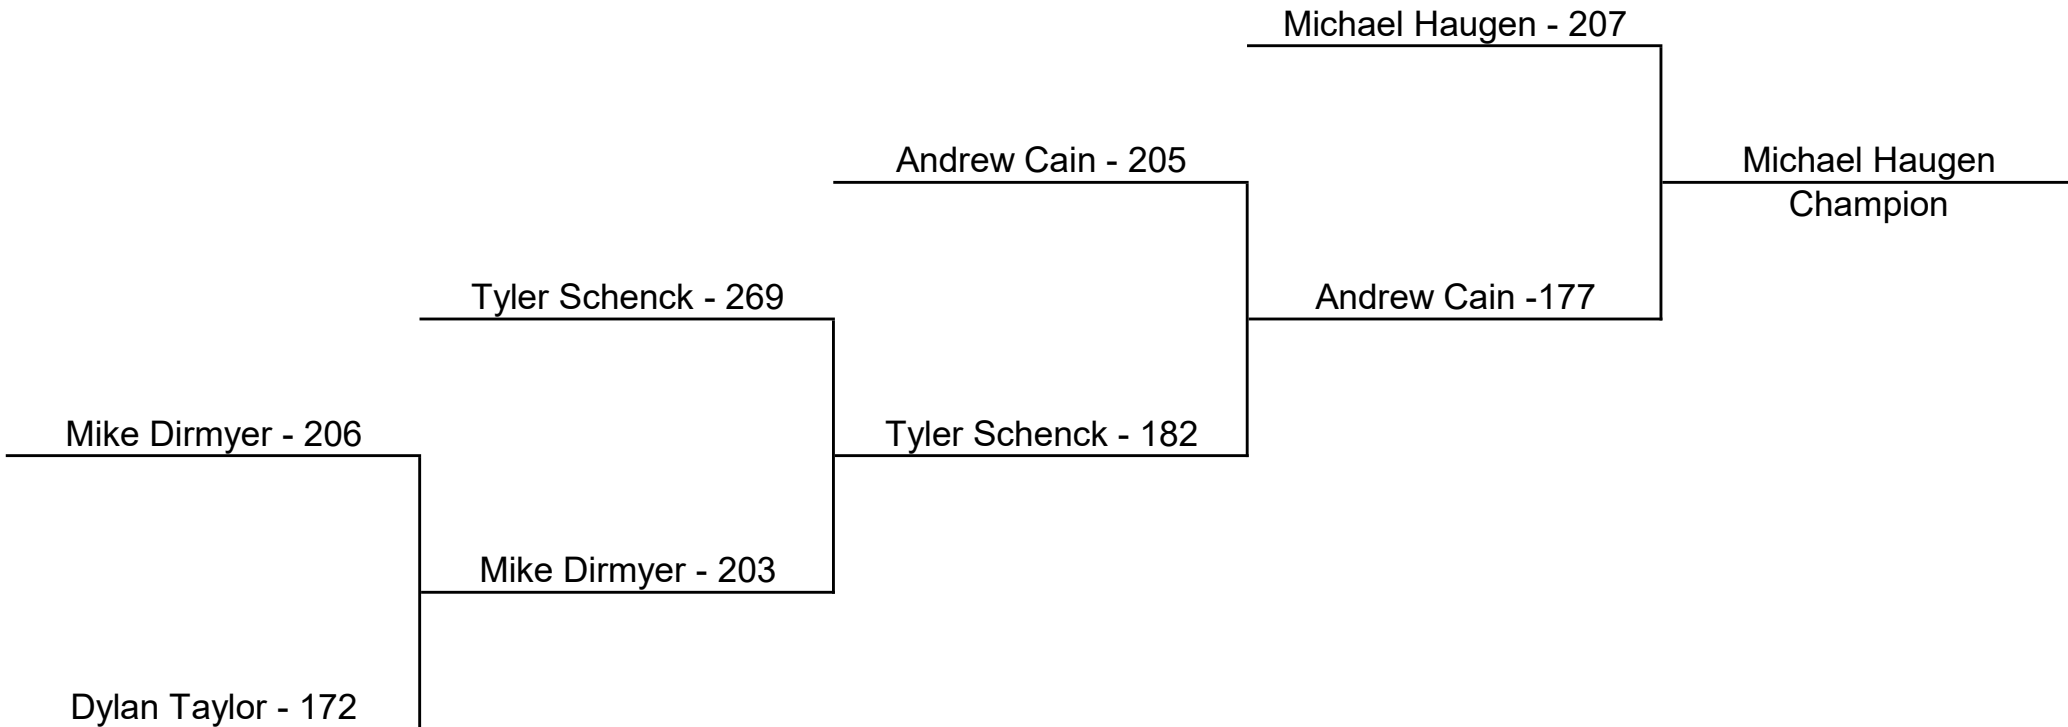 Michael Haugen - 207
Andrew Cain - 205
Michael Haugen
Champion
Tyler Schenck - 269
Andrew Cain -177
Mike Dirmyer - 206
Tyler Schenck - 182
Mike Dirmyer - 203
Dylan Taylor - 172